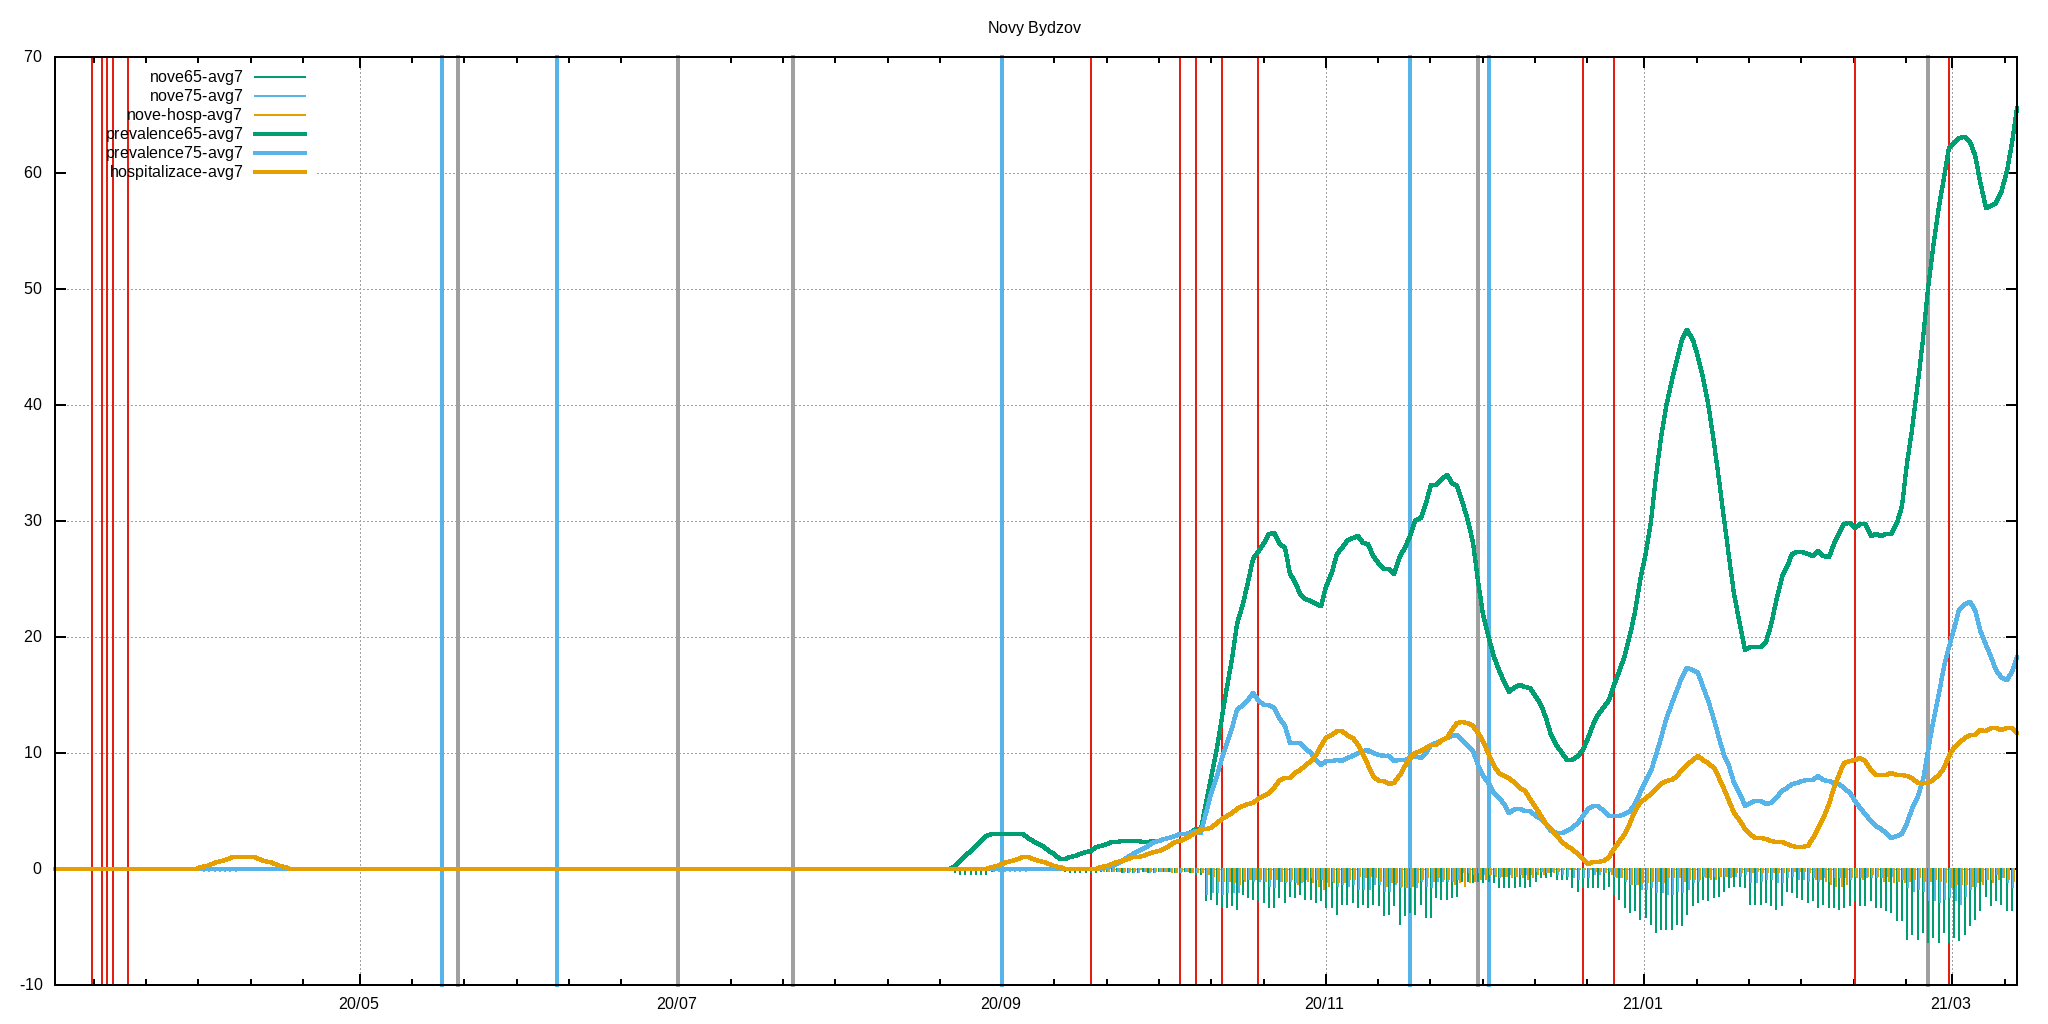 Novy Bydzov
70
60
50
40
30
20
10
0
-10
nove65-avg7
nove75-avg7
nove-hosp-avg7
prevalence65-avg7
prevalence75-avg7
hospitalizace-avg7
20/05 20/07 20/09 20/11 21/01 21/03